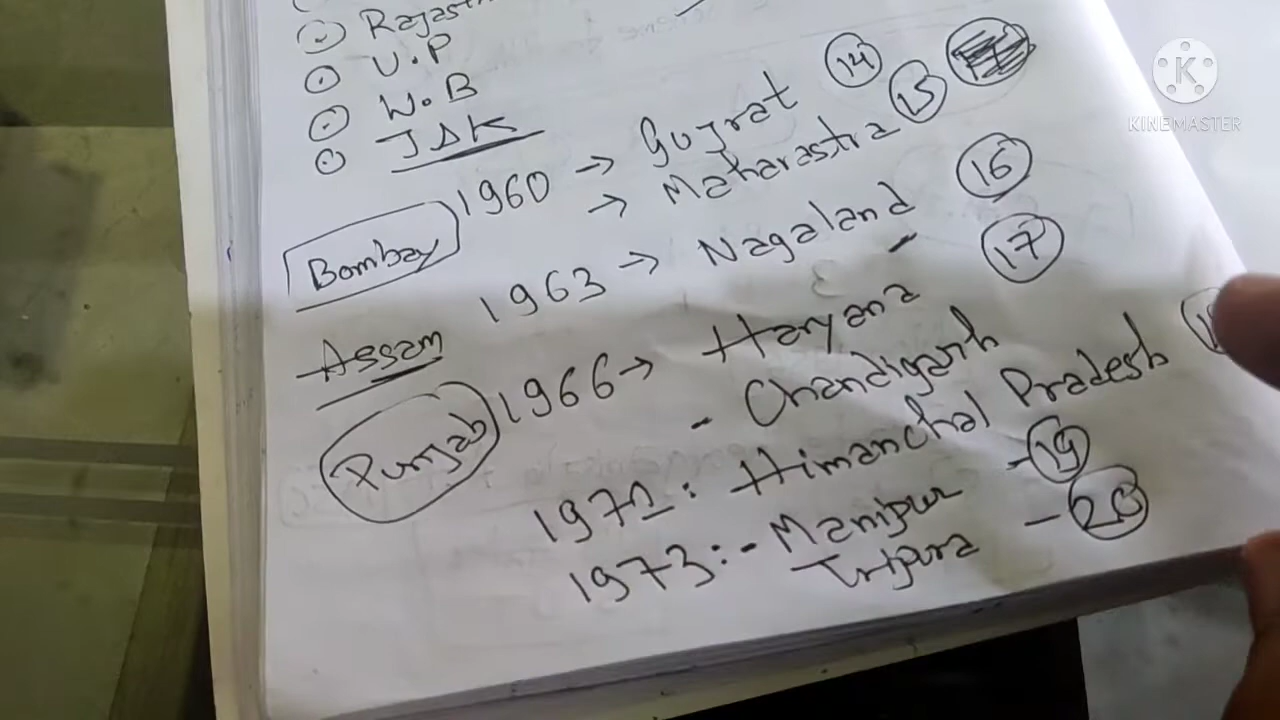 Rajast
U.P
W.B
J&K
Bombay 1960 → Gujrat 14
→ Maharastra 15
Assam 1963 → Nagaland 16
Punjab 1966 → Haryana 17
- Chandigarh
1971: Himanchal Pradesh
1973:- Manipur - 19
Tripura - 20
K
KINEMASTER